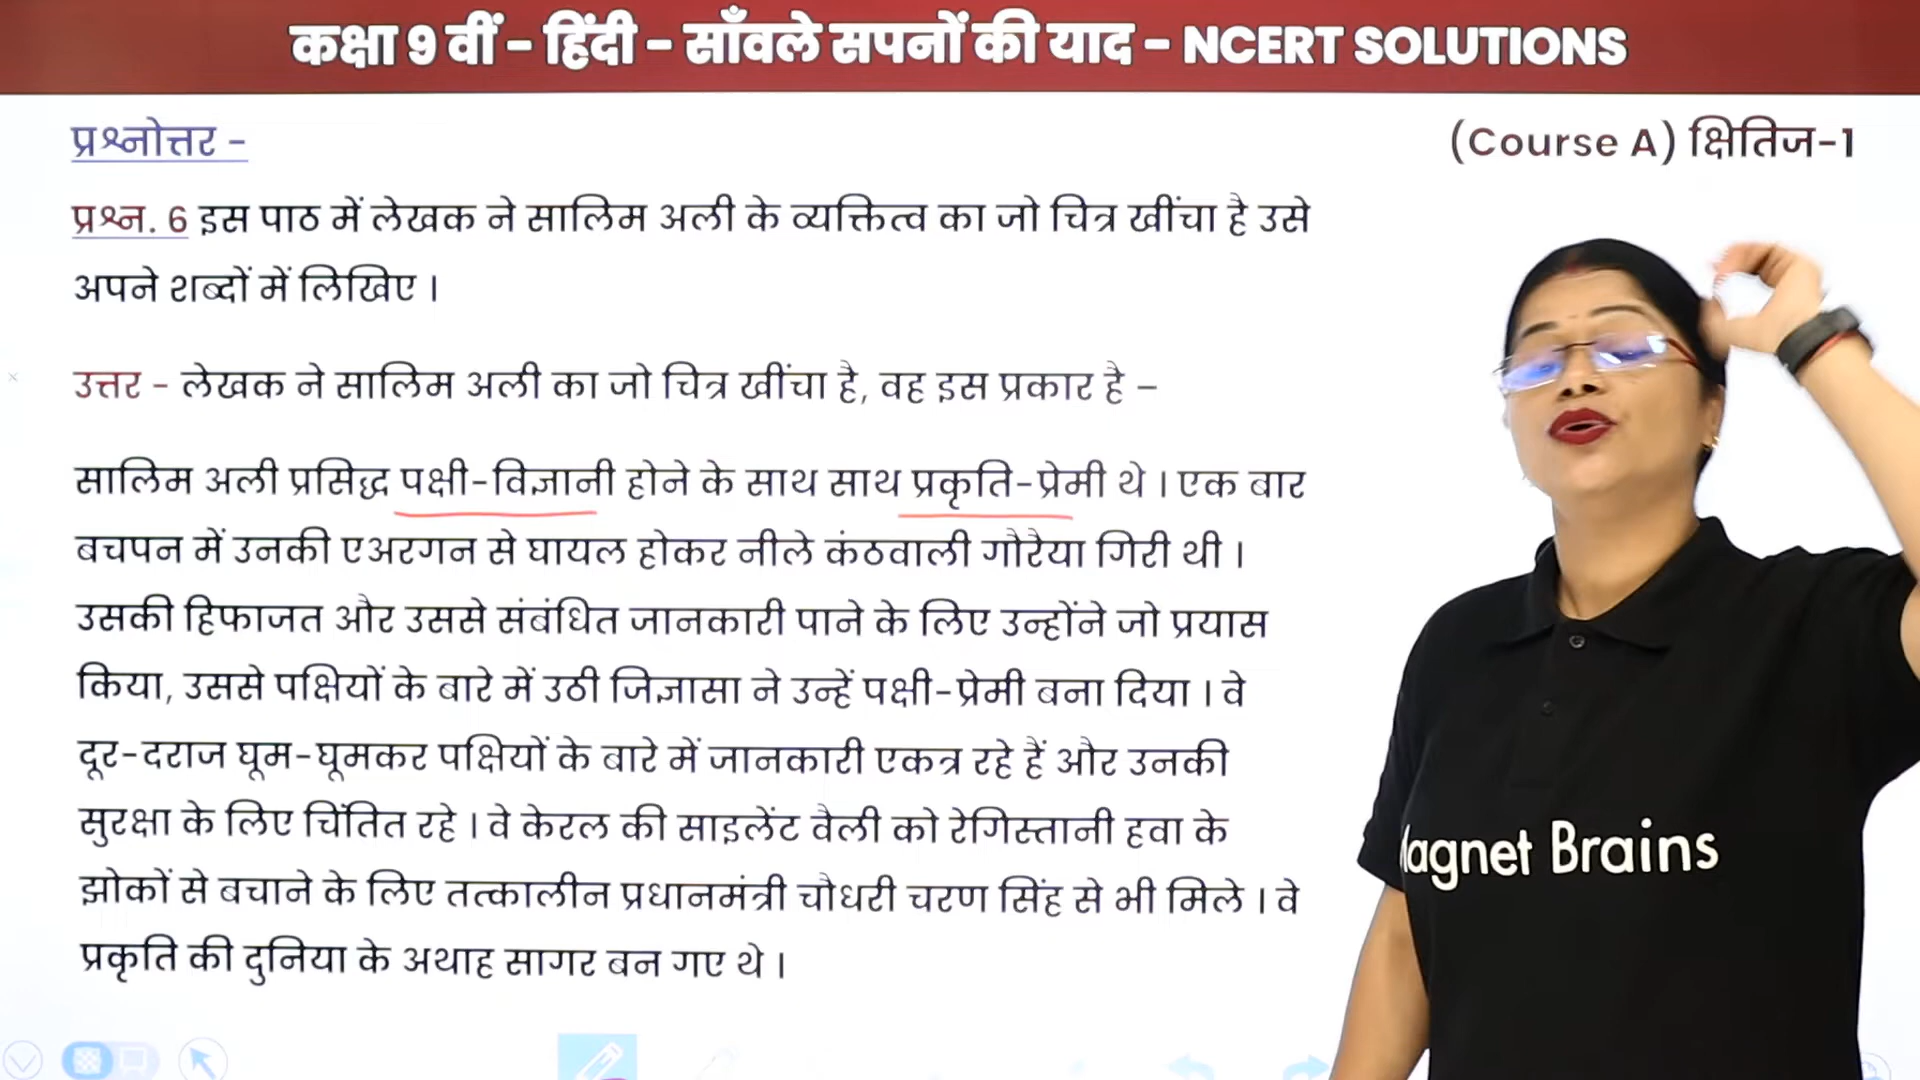 कक्षा 9 वीं – हिंदी – साँवले सपनों की याद – NCERT SOLUTIONS
प्रश्नोत्तर -
(Course A) क्षितिज-1
प्रश्न. 6 इस पाठ में लेखक ने सालिम अली के व्यक्तित्व का जो चित्र खींचा है उसे
अपने शब्दों में लिखिए ।
उत्तर - लेखक ने सालिम अली का जो चित्र खींचा है, वह इस प्रकार है –
सालिम अली प्रसिद्ध पक्षी-विज्ञानी होने के साथ साथ प्रकृति-प्रेमी थे । एक बार
बचपन में उनकी एअरगन से घायल होकर नीले कंठवाली गौरैया गिरी थी ।
उसकी हिफाजत और उससे संबंधित जानकारी पाने के लिए उन्होंने जो प्रयास
किया, उससे पक्षियों के बारे में उठी जिज्ञासा ने उन्हें पक्षी-प्रेमी बना दिया । वे
दूर-दराज घूम-घूमकर पक्षियों के बारे में जानकारी एकत्र रहे हैं और उनकी
सुरक्षा के लिए चिंतित रहे । वे केरल की साइलेंट वैली को रेगिस्तानी हवा के
झोकों से बचाने के लिए तत्कालीन प्रधानमंत्री चौधरी चरण सिंह से भी मिले । वे
प्रकृति की दुनिया के अथाह सागर बन गए थे ।
Magnet Brains